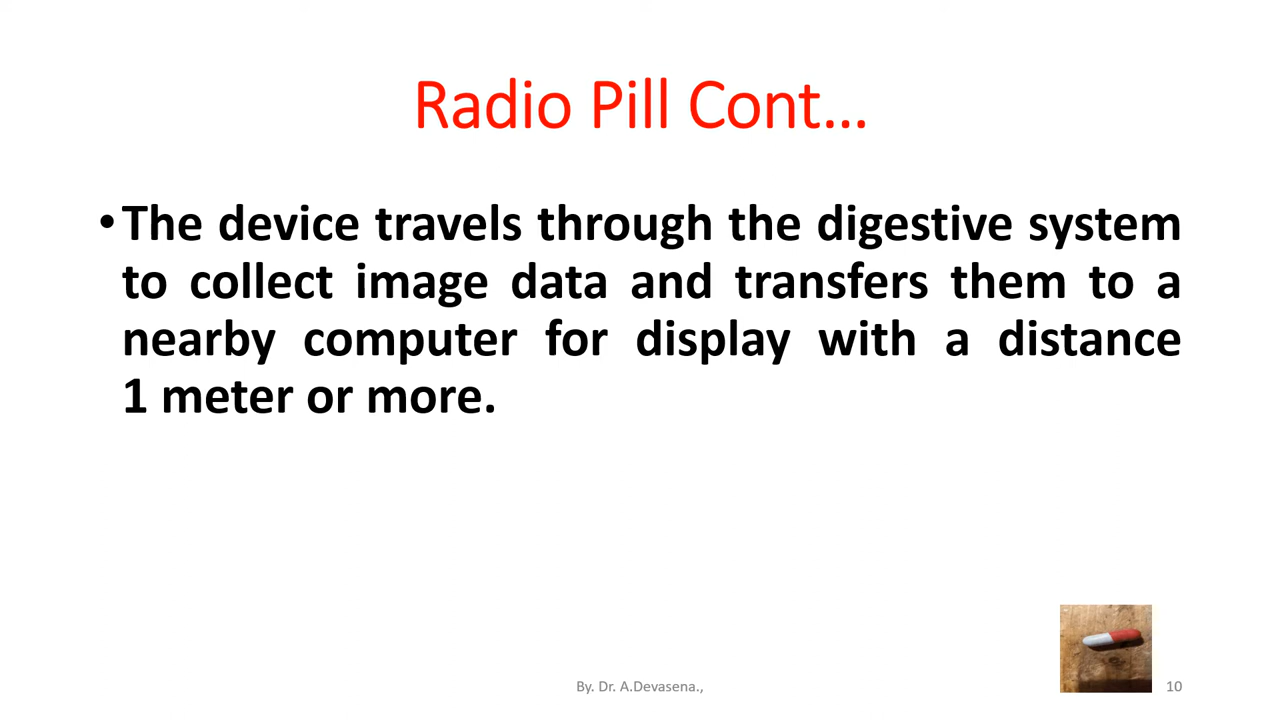 Radio Pill Cont…
•The device travels through the digestive system
to collect image data and transfers them to a
nearby computer for display with a distance
1 meter or more.
By. Dr. A.Devasena.,
10